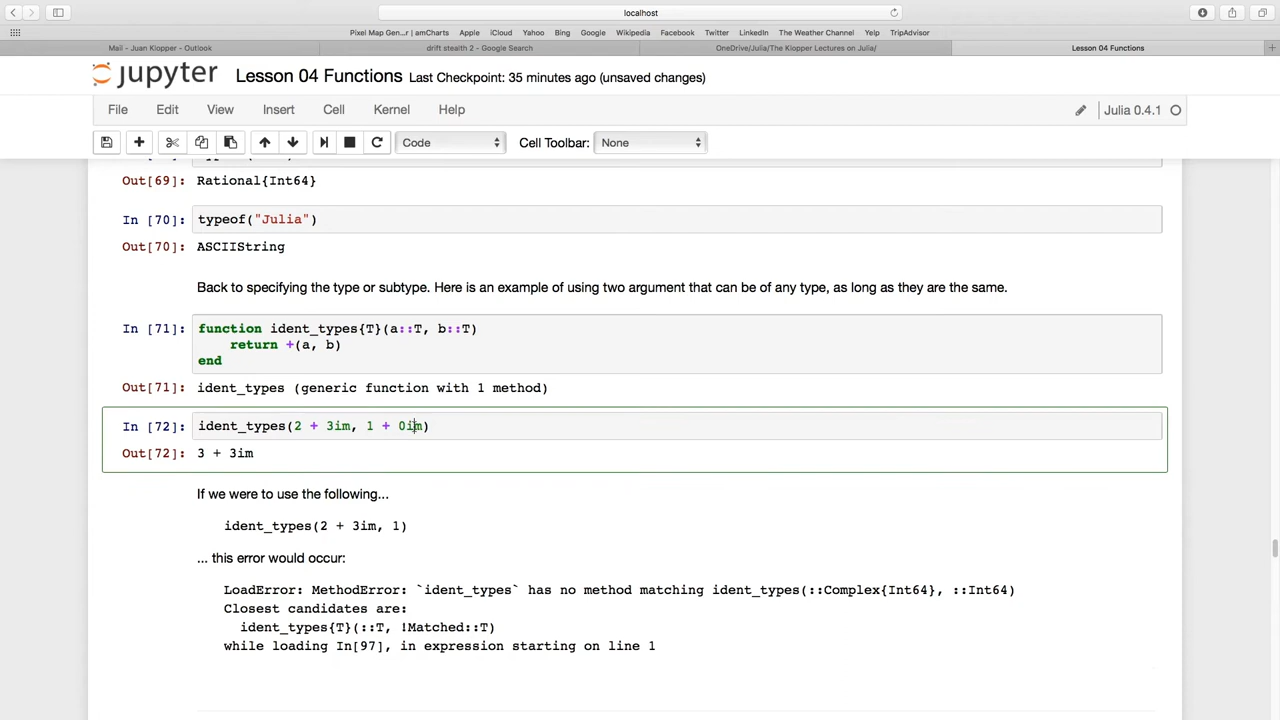 localhost
Pixel Map Gen...r | amCharts Apple iCloud Yahoo Bing Google Wikipedia Facebook Twitter LinkedIn The Weather Channel Yelp TripAdvisor
Mail - Juan Klopper - Outlook drift stealth 2 - Google Search OneDrive/Julia/The Klopper Lectures on Julia/ Lesson 04 Functions
jupyter Lesson 04 Functions Last Checkpoint: 35 minutes ago (unsaved changes)
File Edit View Insert Cell Kernel Help Julia 0.4.1
Code Cell Toolbar: None
Out[69]: Rational{Int64}
In [70]: typeof("Julia")
Out[70]: ASCIIString
Back to specifying the type or subtype. Here is an example of using two argument that can be of any type, as long as they are the same.
In [71]: function ident_types{T}(a::T, b::T)
return +(a, b)
end
Out[71]: ident_types (generic function with 1 method)
In [72]: ident_types(2 + 3im, 1 + 0im)
Out[72]: 3 + 3im
If we were to use the following...
ident_types(2 + 3im, 1)
... this error would occur:
LoadError: MethodError: `ident_types` has no method matching ident_types(::Complex{Int64}, ::Int64)
Closest candidates are:
ident_types{T}(::T, !Matched::T)
while loading In[97], in expression starting on line 1